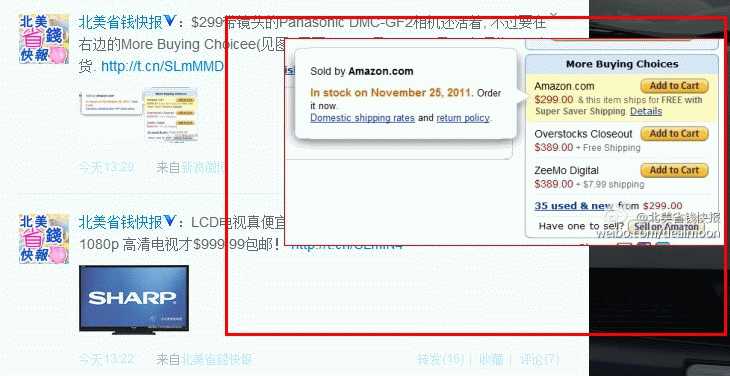 北美省钱快报：$299带镜头的Panasonic DMC-GF2相机还活着, 不过要在
右边的More Buying Choicee(见图
货. http://t.cn/SLmMMD
今天13:29 来自新浪微博
北美省钱快报：LCD电视真便宜
1080p 高清电视才$999.99包邮！
SHARP
今天13:22 来自北美省钱快报
转发(16) | 收藏 | 评论(7)
Sold by Amazon.com
In stock on November 25, 2011. Order
it now.
Domestic shipping rates and return policy.
More Buying Choices
Amazon.com Add to Cart
$299.00 & this item ships for FREE with
Super Saver Shipping. Details
Overstocks Closeout Add to Cart
$389.00 + Free Shipping
ZeeMo Digital Add to Cart
$389.00 + $7.99 shipping
35 used & new from $299.00
Have one to sell? Sell on Amazon
@北美省钱快报
weibo.com/dealmoon
北美
省錢
快報
北美
省錢
快報